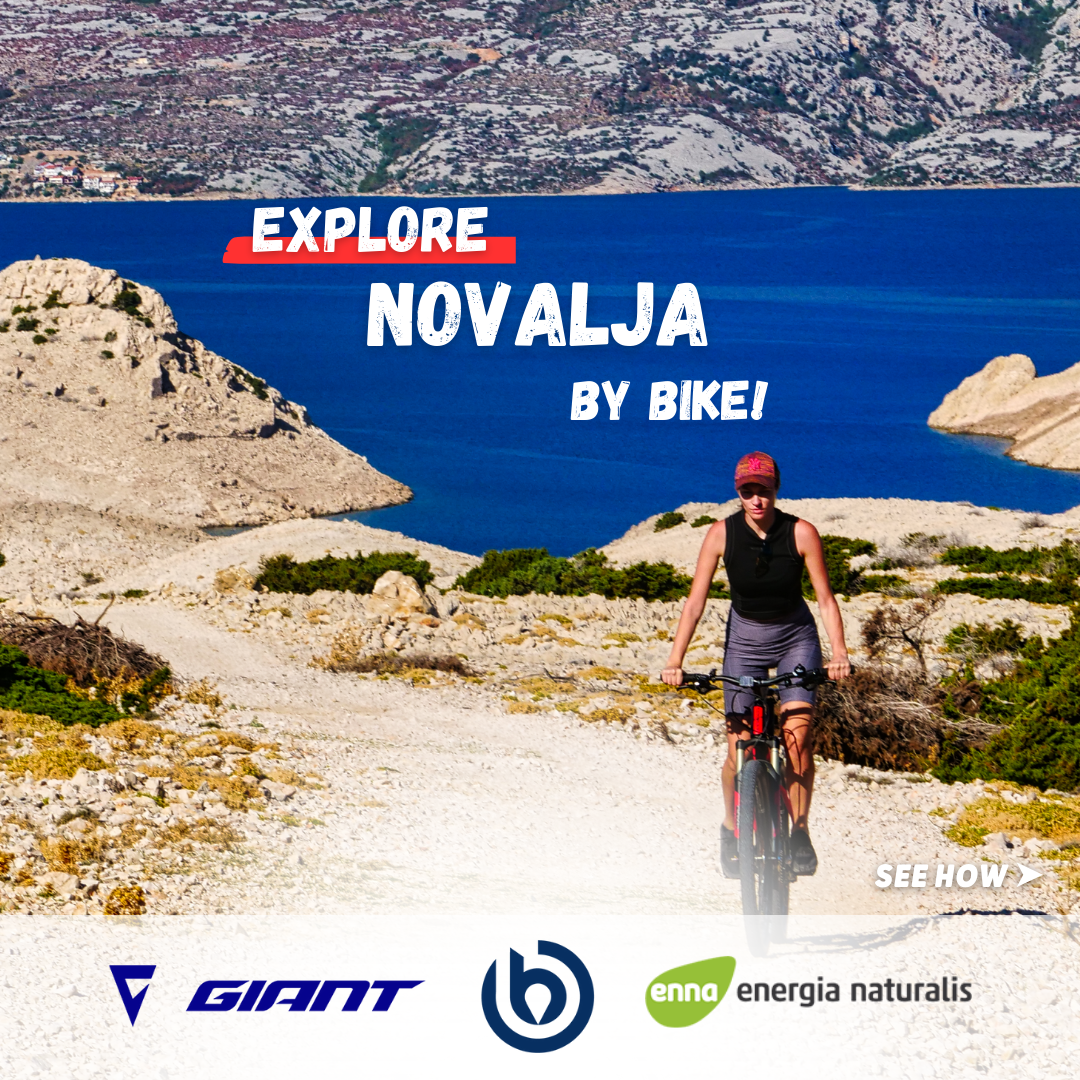 EXPLORE
NOVALJA
BY BIKE!
SEE HOW
GIANT
b
enna energia naturalis